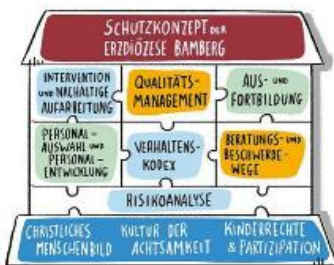 SCHUTZKONZEPT DER
ERZDIÖZESE BAMBERG
INTERVENTION
UND NACHHALTIGE
AUFARBEITUNG
QUALITÄTS-
MANAGEMENT
AUS- UND
FORTBILDUNG
PERSONAL-
AUSWAHL UND
PERSONAL-
ENTWICKLUNG
VERHALTENS-
KODEX
BERATUNGS- UND
BESCHWERDE-
WEGE
RISIKOANALYSE
CHRISTLICHES
MENSCHENBILD
KULTUR DER
ACHTSAMKEIT
KINDERRECHTE
& PARTIZIPATION